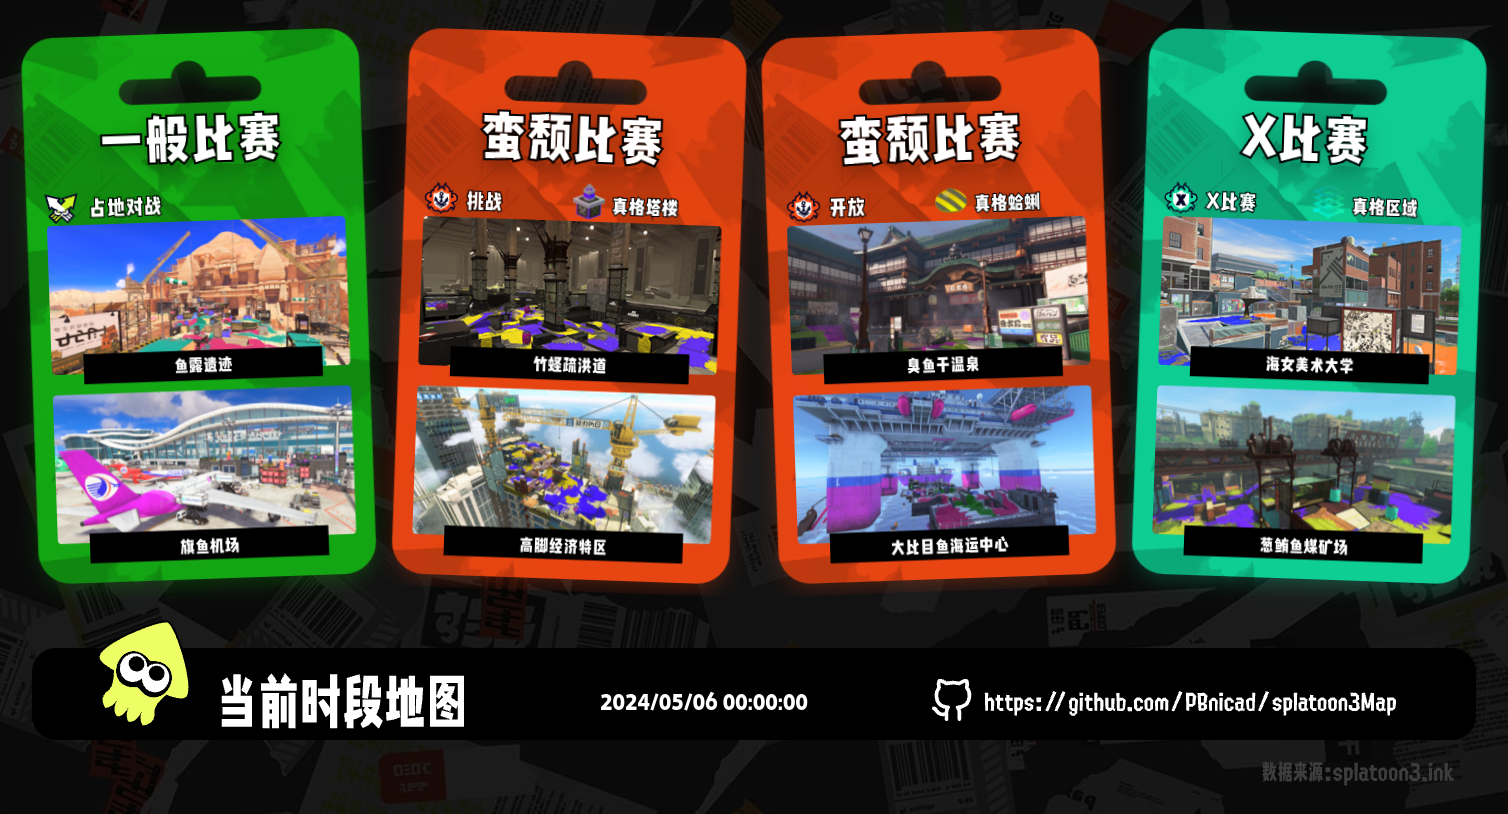 一般比赛
占地对战
鱼露遗迹
旗鱼机场
蛮颓比赛
挑战
真格塔楼
竹蛏疏洪道
高脚经济特区
蛮颓比赛
开放
真格蛤蜊
臭鱼干温泉
大比目鱼海运中心
X比赛
X比赛
真格区域
海女美术大学
葱鲔鱼煤矿场
当前时段地图
2024/05/06 00:00:00
https://github.com/PBnicad/splatoon3Map
数据来源:splatoon3.ink